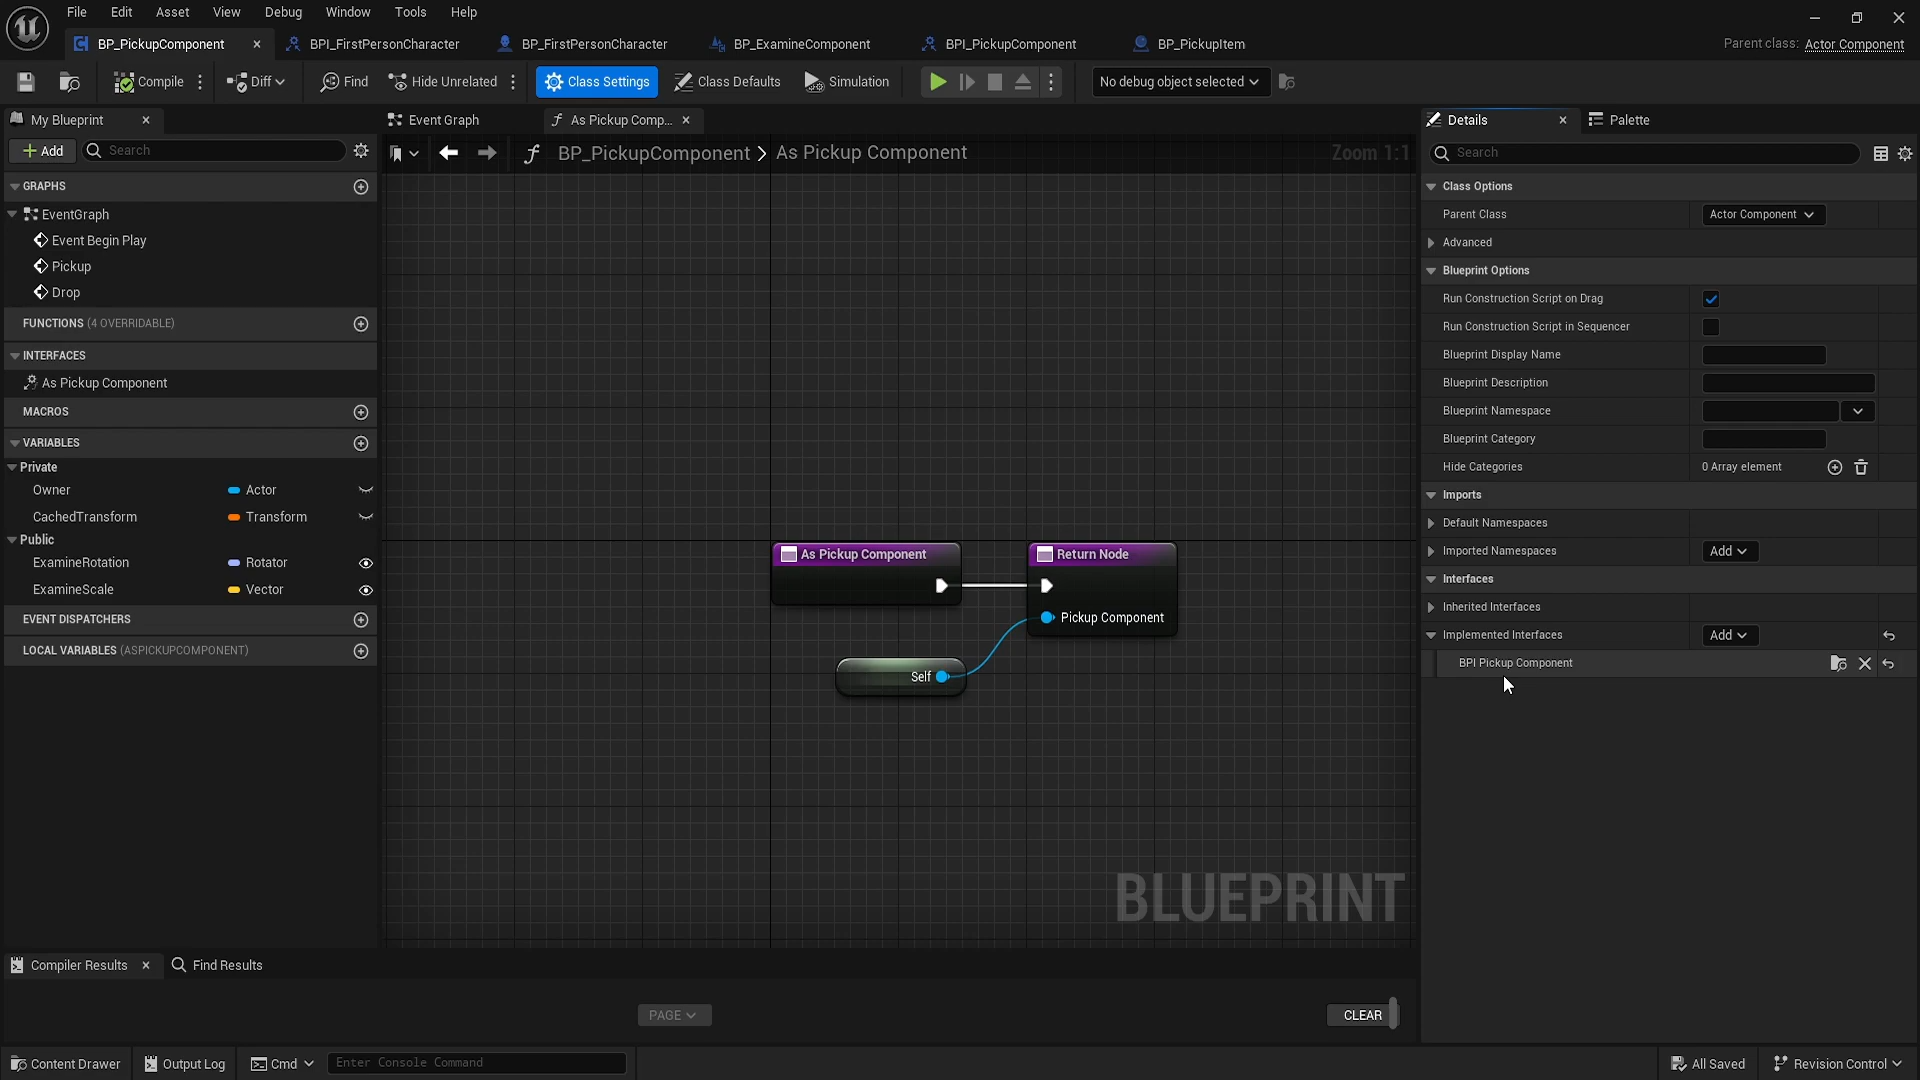 File Edit Asset View Debug Window Tools Help
BP_PickupComponent BPI_FirstPersonCharacter BP_FirstPersonCharacter BP_ExamineComponent BPI_PickupComponent BP_PickupItem Parent class: Actor Component
Compile Diff Find Hide Unrelated Class Settings Class Defaults Simulation No debug object selected
My Blueprint
Event Graph As Pickup Comp...
Details Palette
Add Search
BP_PickupComponent As Pickup Component
Zoom 1:1
Search
GRAPHS
EventGraph
Event Begin Play
Pickup
Drop
FUNCTIONS (4 OVERRIDABLE)
INTERFACES
As Pickup Component
MACROS
VARIABLES
Private
Owner Actor
CachedTransform Transform
Public
ExamineRotation Rotator
ExamineScale Vector
EVENT DISPATCHERS
LOCAL VARIABLES (ASPICKUPCOMPONENT)
As Pickup Component
Return Node
Pickup Component
Self
BLUEPRINT
Class Options
Parent Class Actor Component
Advanced
Blueprint Options
Run Construction Script on Drag
Run Construction Script in Sequencer
Blueprint Display Name
Blueprint Description
Blueprint Namespace
Blueprint Category
Hide Categories 0 Array element
Imports
Default Namespaces
Imported Namespaces Add
Interfaces
Inherited Interfaces
Implemented Interfaces Add
BPI Pickup Component
Compiler Results Find Results
PAGE CLEAR
Content Drawer Output Log Cmd Enter Console Command All Saved Revision Control